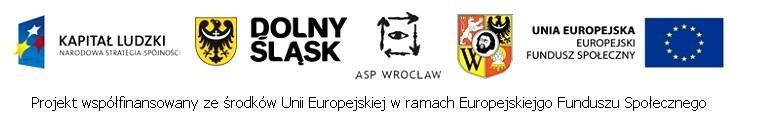 KAPITAŁ LUDZKI
NARODOWA STRATEGIA SPÓJNOŚCI
DOLNY
ŚLĄSK
ASP WROCŁAW
W
UNIA EUROPEJSKA
EUROPEJSKI
FUNDUSZ SPOŁECZNY
Projekt współfinansowany ze środków Unii Europejskiej w ramach Europejskiejgo Funduszu Społecznego